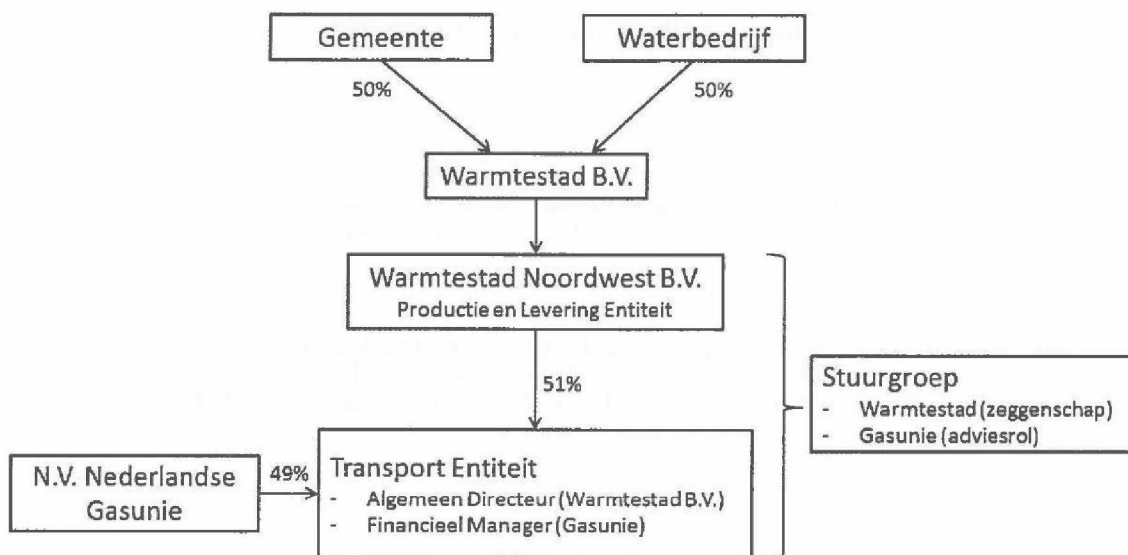 Gemeente
Waterbedrijf
50%
50%
Warmtestad B.V.
Warmtestad Noordwest B.V.
Productie en Levering Entiteit
51%
Stuurgroep
- Warmtestad (zeggenschap)
- Gasunie (adviesrol)
N.V. Nederlandse
Gasunie
49%
Transport Entiteit
- Algemeen Directeur (Warmtestad B.V.)
- Financieel Manager (Gasunie)